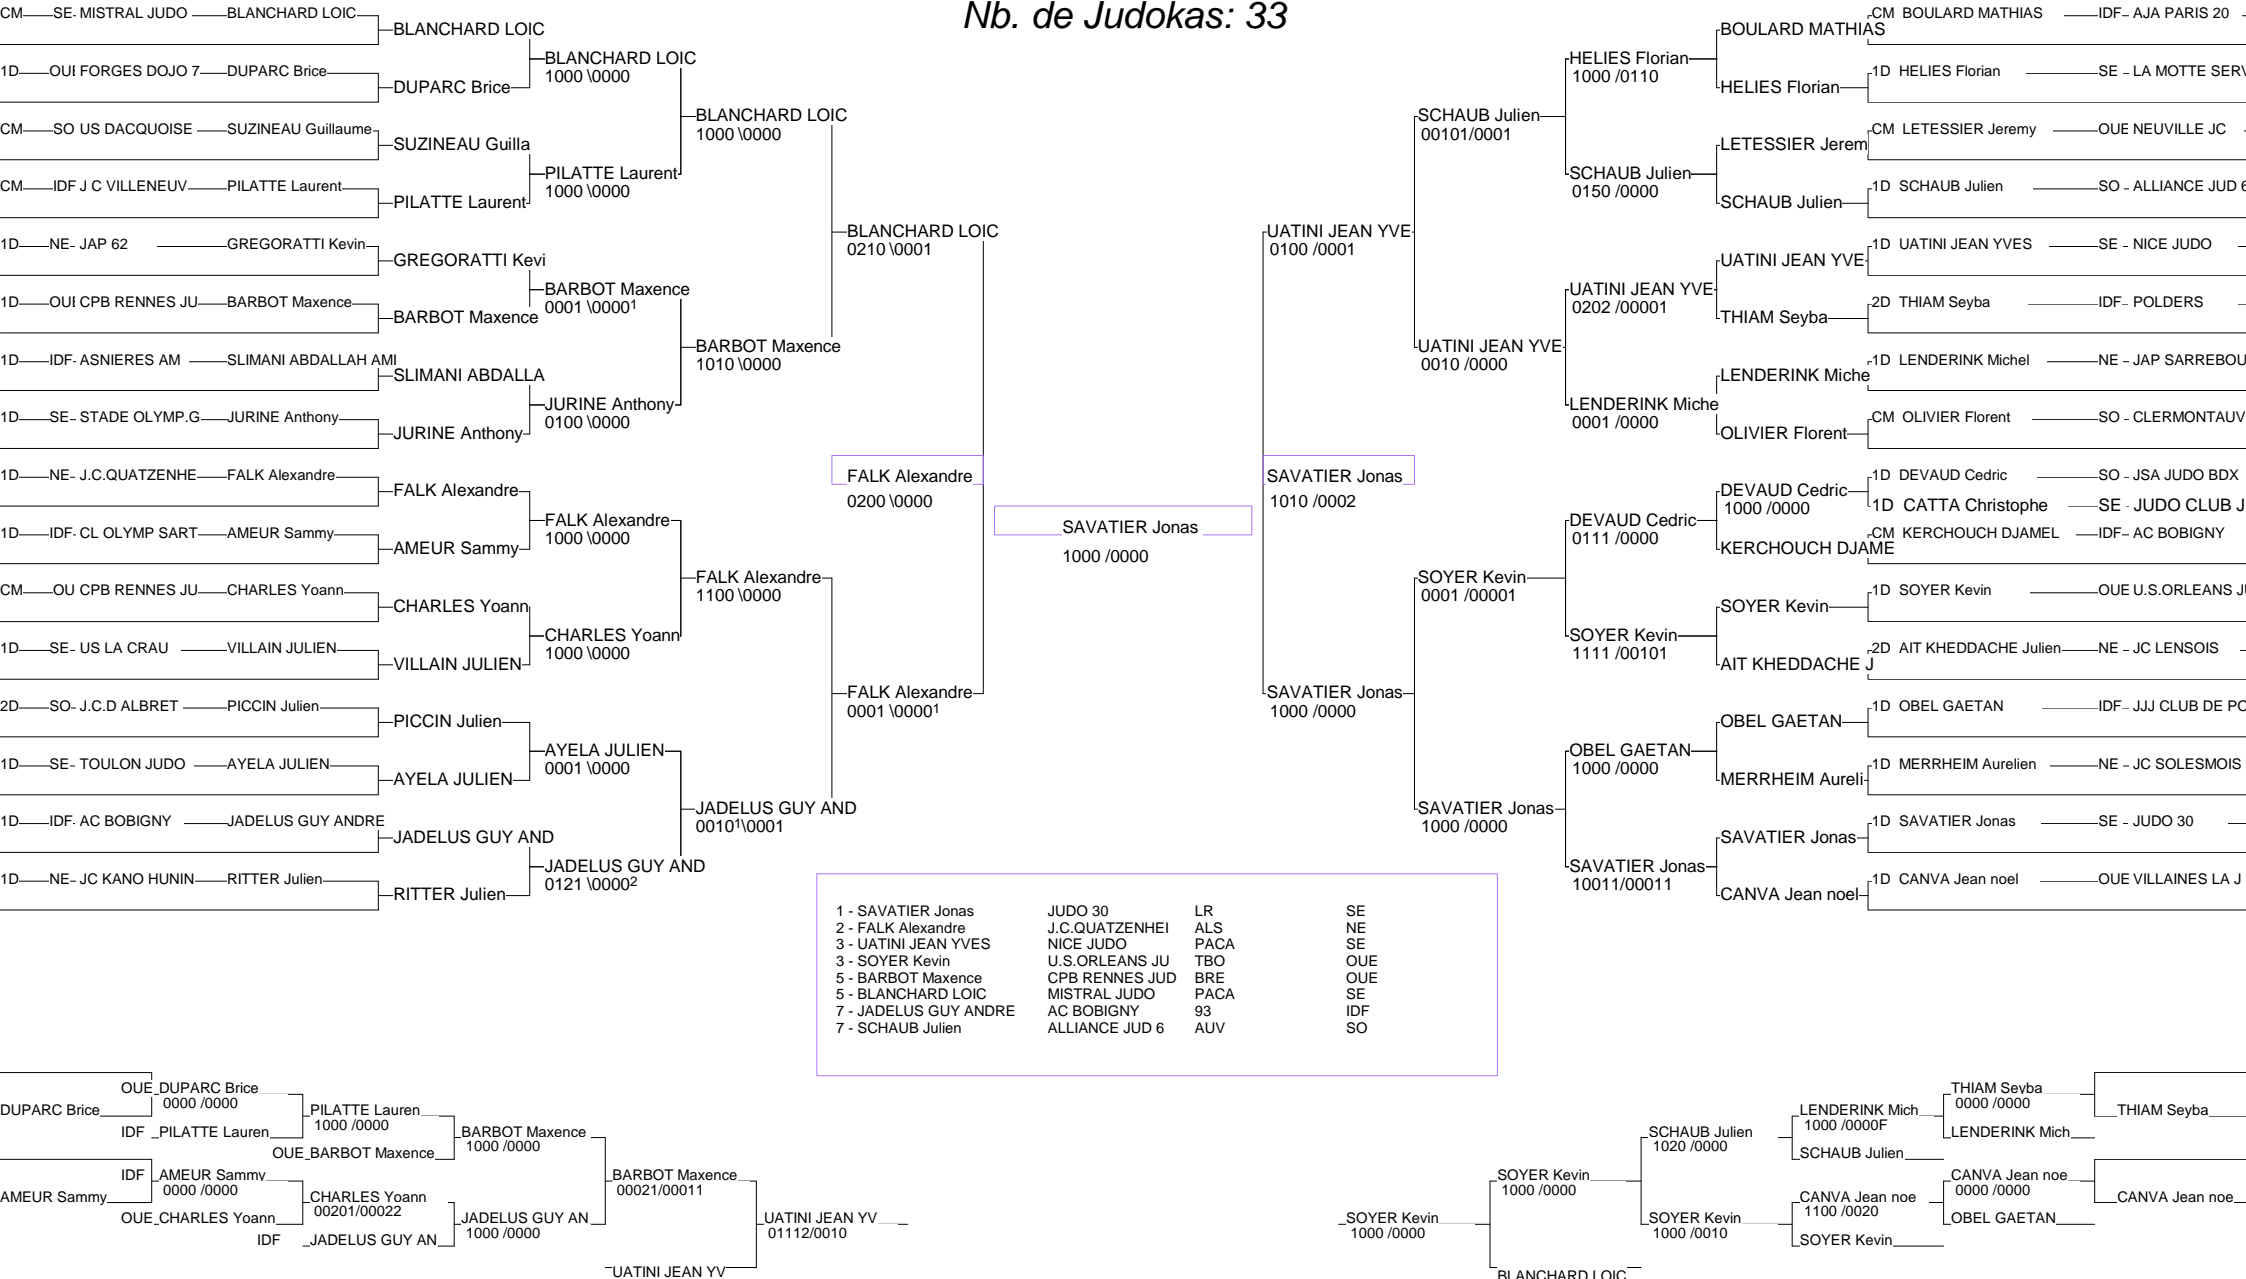 Nb. de Judokas: 33
CM SE- MISTRAL JUDO BLANCHARD LOIC
1D OUI FORGES DOJO 7 DUPARC Brice
CM SO US DACQUOISE SUZINEAU Guillaume
CM IDF J C VILLENEUV PILATTE Laurent
1D NE- JAP 62 GREGORATTI Kevin
1D OUI CPB RENNES JU BARBOT Maxence
1D IDF- ASNIERES AM SLIMANI ABDALLAH AMI
1D SE- STADE OLYMP.G JURINE Anthony
1D NE- J.C.QUATZENHE FALK Alexandre
1D IDF- CL OLYMP SART AMEUR Sammy
CM OU CPB RENNES JU CHARLES Yoann
1D SE- US LA CRAU VILLAIN JULIEN
2D SO- J.C.D ALBRET PICCIN Julien
1D SE- TOULON JUDO AYELA JULIEN
1D IDF- AC BOBIGNY JADELUS GUY ANDRE
1D NE- JC KANO HUNIN RITTER Julien
BLANCHARD LOIC
DUPARC Brice
SUZINEAU Guilla
PILATTE Laurent
GREGORATTI Kevi
BARBOT Maxence
SLIMANI ABDALLA
JURINE Anthony
FALK Alexandre
AMEUR Sammy
CHARLES Yoann
VILLAIN JULIEN
PICCIN Julien
AYELA JULIEN
JADELUS GUY AND
RITTER Julien
BLANCHARD LOIC
1000 \0000
PILATTE Laurent
1000 \0000
BARBOT Maxence
0001 \00001
JURINE Anthony
0100 \0000
FALK Alexandre
1000 \0000
CHARLES Yoann
1000 \0000
AYELA JULIEN
0001 \0000
JADELUS GUY AND
0121 \00002
BLANCHARD LOIC
1000 \0000
BARBOT Maxence
1010 \0000
FALK Alexandre
1100 \0000
JADELUS GUY AND
00101\0001
BLANCHARD LOIC
0210 \0001
FALK Alexandre
0200 \0000
FALK Alexandre
0001 \00001
SAVATIER Jonas
1000 /0000
UATINI JEAN YVE
0100 /0001
SAVATIER Jonas
1010 /0002
SAVATIER Jonas
1000 /0000
SCHAUB Julien
00101/0001
UATINI JEAN YVE
0010 /0000
SOYER Kevin
0001 /00001
SAVATIER Jonas
1000 /0000
HELIES Florian
1000 /0110
SCHAUB Julien
0150 /0000
UATINI JEAN YVE
0202 /00001
LENDERINK Miche
0001 /0000
DEVAUD Cedric
0111 /0000
SOYER Kevin
1111 /00101
OBEL GAETAN
1000 /0000
SAVATIER Jonas
10011/00011
BOULARD MATHIAS
HELIES Florian
LETESSIER Jerem
SCHAUB Julien
UATINI JEAN YVE
THIAM Seyba
LENDERINK Miche
OLIVIER Florent
DEVAUD Cedric
1000 /0000
KERCHOUCH DJAME
SOYER Kevin
AIT KHEDDACHE J
OBEL GAETAN
MERRHEIM Aureli
SAVATIER Jonas
CANVA Jean noel
CM BOULARD MATHIAS IDF- AJA PARIS 20
1D HELIES Florian SE - LA MOTTE SERV
CM LETESSIER Jeremy OUE NEUVILLE JC
1D SCHAUB Julien SO - ALLIANCE JUD 6
1D UATINI JEAN YVES SE - NICE JUDO
2D THIAM Seyba IDF- POLDERS
1D LENDERINK Michel NE - JAP SARREBOU
CM OLIVIER Florent SO - CLERMONTAUV
1D DEVAUD Cedric SO - JSA JUDO BDX
1D CATTA Christophe SE - JUDO CLUB J
CM KERCHOUCH DJAMEL IDF- AC BOBIGNY
1D SOYER Kevin OUE U.S.ORLEANS JU
2D AIT KHEDDACHE Julien NE - JC LENSOIS
1D OBEL GAETAN IDF- JJJ CLUB DE PO
1D MERRHEIM Aurelien NE - JC SOLESMOIS
1D SAVATIER Jonas SE - JUDO 30
1D CANVA Jean noel OUE VILLAINES LA J
1 - SAVATIER Jonas JUDO 30 LR SE
2 - FALK Alexandre J.C.QUATZENHEI ALS NE
3 - UATINI JEAN YVES NICE JUDO PACA SE
3 - SOYER Kevin U.S.ORLEANS JU TBO OUE
5 - BARBOT Maxence CPB RENNES JUD BRE OUE
5 - BLANCHARD LOIC MISTRAL JUDO PACA SE
7 - JADELUS GUY ANDRE AC BOBIGNY 93 IDF
7 - SCHAUB Julien ALLIANCE JUD 6 AUV SO
DUPARC Brice
AMEUR Sammy
OUE DUPARC Brice
0000 /0000
IDF PILATTE Lauren
IDF AMEUR Sammy
0000 /0000
OUE CHARLES Yoann
PILATTE Lauren
1000 /0000
OUE BARBOT Maxence
CHARLES Yoann
00201/00022
IDF JADELUS GUY AN
BARBOT Maxence
1000 /0000
JADELUS GUY AN
1000 /0000
BARBOT Maxence
00021/00011
UATINI JEAN YV
UATINI JEAN YV
01112/0010
SOYER Kevin
1000 /0000
SOYER Kevin
1000 /0000
BLANCHARD LOIC
SCHAUB Julien
1020 /0000
SOYER Kevin
1000 /0010
LENDERINK Mich
1000 /0000F
SCHAUB Julien
CANVA Jean noe
1100 /0020
SOYER Kevin
THIAM Seyba
0000 /0000
LENDERINK Mich
CANVA Jean noe
0000 /0000
OBEL GAETAN
THIAM Seyba
CANVA Jean noe